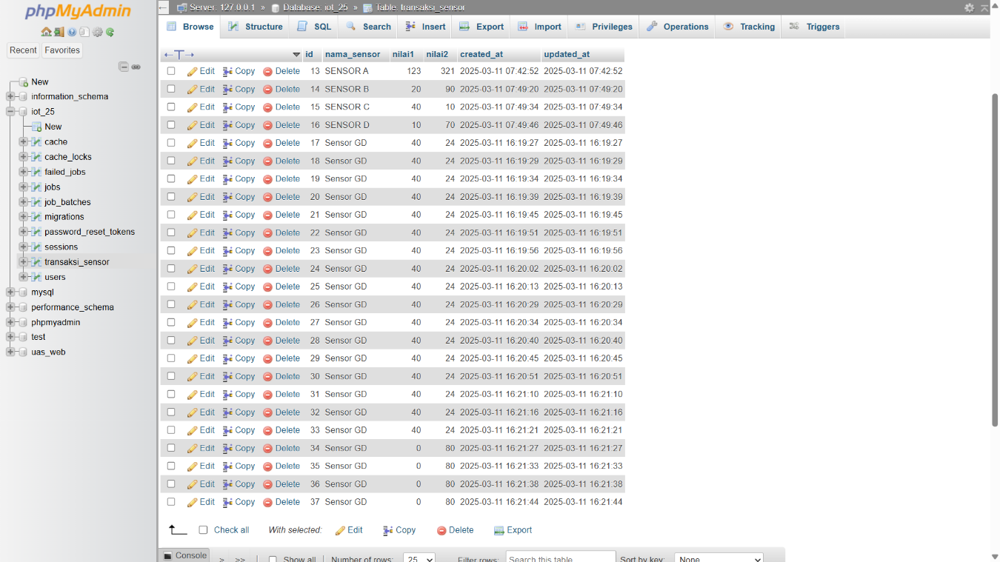 phpMyAdmin
Recent Favorites
New
information_schema
iot_25
New
cache
cache_locks
failed_jobs
jobs
job_batches
migrations
password_reset_tokens
sessions
transaksi_sensor
users
mysql
performance_schema
phpmyadmin
test
uas_web
Server: 127.0.0.1 » Database: iot_25 » Table: transaksi_sensor
Browse Structure SQL Search Insert Export Import Privileges Operations Tracking Triggers
id nama_sensor nilai1 nilai2 created_at updated_at
Edit Copy Delete 13 SENSOR A 123 321 2025-03-11 07:42:52 2025-03-11 07:42:52
Edit Copy Delete 14 SENSOR B 20 90 2025-03-11 07:49:20 2025-03-11 07:49:20
Edit Copy Delete 15 SENSOR C 40 10 2025-03-11 07:49:34 2025-03-11 07:49:34
Edit Copy Delete 16 SENSOR D 10 70 2025-03-11 07:49:46 2025-03-11 07:49:46
Edit Copy Delete 17 Sensor GD 40 24 2025-03-11 16:19:27 2025-03-11 16:19:27
Edit Copy Delete 18 Sensor GD 40 24 2025-03-11 16:19:29 2025-03-11 16:19:29
Edit Copy Delete 19 Sensor GD 40 24 2025-03-11 16:19:34 2025-03-11 16:19:34
Edit Copy Delete 20 Sensor GD 40 24 2025-03-11 16:19:39 2025-03-11 16:19:39
Edit Copy Delete 21 Sensor GD 40 24 2025-03-11 16:19:45 2025-03-11 16:19:45
Edit Copy Delete 22 Sensor GD 40 24 2025-03-11 16:19:51 2025-03-11 16:19:51
Edit Copy Delete 23 Sensor GD 40 24 2025-03-11 16:19:56 2025-03-11 16:19:56
Edit Copy Delete 24 Sensor GD 40 24 2025-03-11 16:20:02 2025-03-11 16:20:02
Edit Copy Delete 25 Sensor GD 40 24 2025-03-11 16:20:13 2025-03-11 16:20:13
Edit Copy Delete 26 Sensor GD 40 24 2025-03-11 16:20:29 2025-03-11 16:20:29
Edit Copy Delete 27 Sensor GD 40 24 2025-03-11 16:20:34 2025-03-11 16:20:34
Edit Copy Delete 28 Sensor GD 40 24 2025-03-11 16:20:40 2025-03-11 16:20:40
Edit Copy Delete 29 Sensor GD 40 24 2025-03-11 16:20:45 2025-03-11 16:20:45
Edit Copy Delete 30 Sensor GD 40 24 2025-03-11 16:20:51 2025-03-11 16:20:51
Edit Copy Delete 31 Sensor GD 40 24 2025-03-11 16:21:10 2025-03-11 16:21:10
Edit Copy Delete 32 Sensor GD 40 24 2025-03-11 16:21:16 2025-03-11 16:21:16
Edit Copy Delete 33 Sensor GD 40 24 2025-03-11 16:21:21 2025-03-11 16:21:21
Edit Copy Delete 34 Sensor GD 0 80 2025-03-11 16:21:27 2025-03-11 16:21:27
Edit Copy Delete 35 Sensor GD 0 80 2025-03-11 16:21:33 2025-03-11 16:21:33
Edit Copy Delete 36 Sensor GD 0 80 2025-03-11 16:21:38 2025-03-11 16:21:38
Edit Copy Delete 37 Sensor GD 0 80 2025-03-11 16:21:44 2025-03-11 16:21:44
Check all With selected: Edit Copy Delete Export
Console > >> | Show all | Number of rows: 25 Filter rows: Search this table Sort by key: None